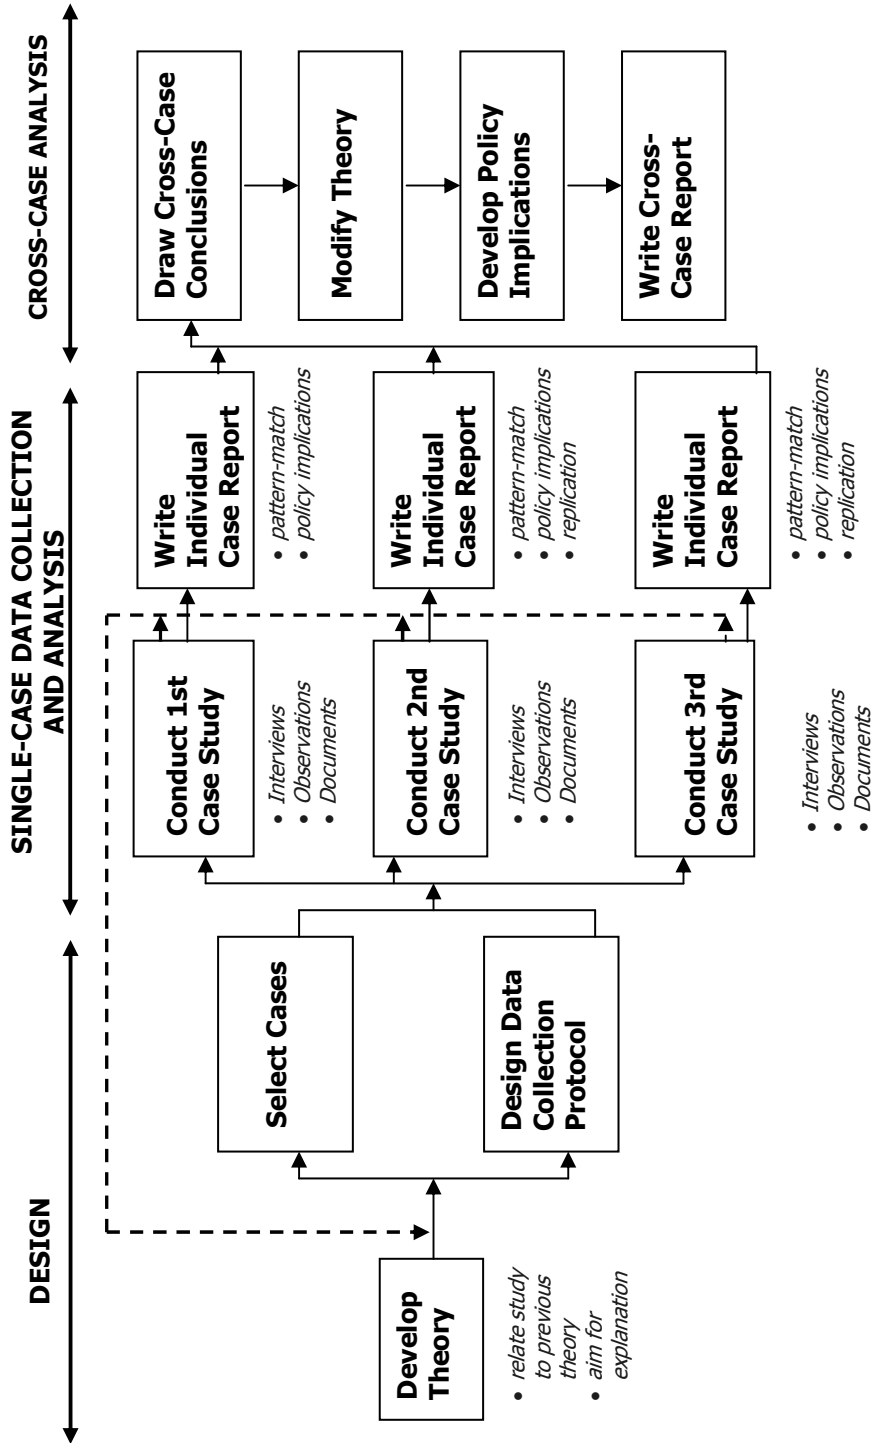 DESIGN
SINGLE-CASE DATA COLLECTION
AND ANALYSIS
CROSS-CASE ANALYSIS
Develop
Theory
• relate study
to previous
theory
• aim for
explanation
Select Cases
Design Data
Collection
Protocol
Conduct 1st
Case Study
• Interviews
• Observations
• Documents
Conduct 2nd
Case Study
• Interviews
• Observations
• Documents
Conduct 3rd
Case Study
• Interviews
• Observations
• Documents
Write
Individual
Case Report
• pattern-match
• policy implications
Write
Individual
Case Report
• pattern-match
• policy implications
• replication
Write
Individual
Case Report
• pattern-match
• policy implications
• replication
Draw Cross-Case
Conclusions
Modify Theory
Develop Policy
Implications
Write Cross-
Case Report